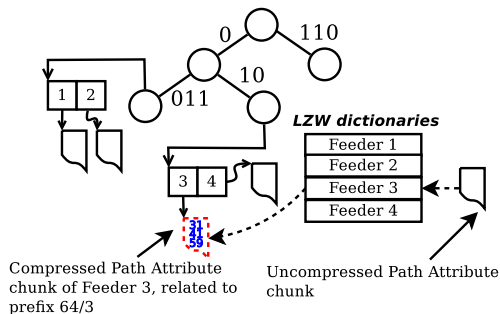 0
110
10
011
1 2
LZW dictionaries
Feeder 1
Feeder 2
Feeder 3
Feeder 4
3 4
31
41
59
Compressed Path Attribute
chunk of Feeder 3, related to
prefix 64/3
Uncompressed Path Attribute
chunk